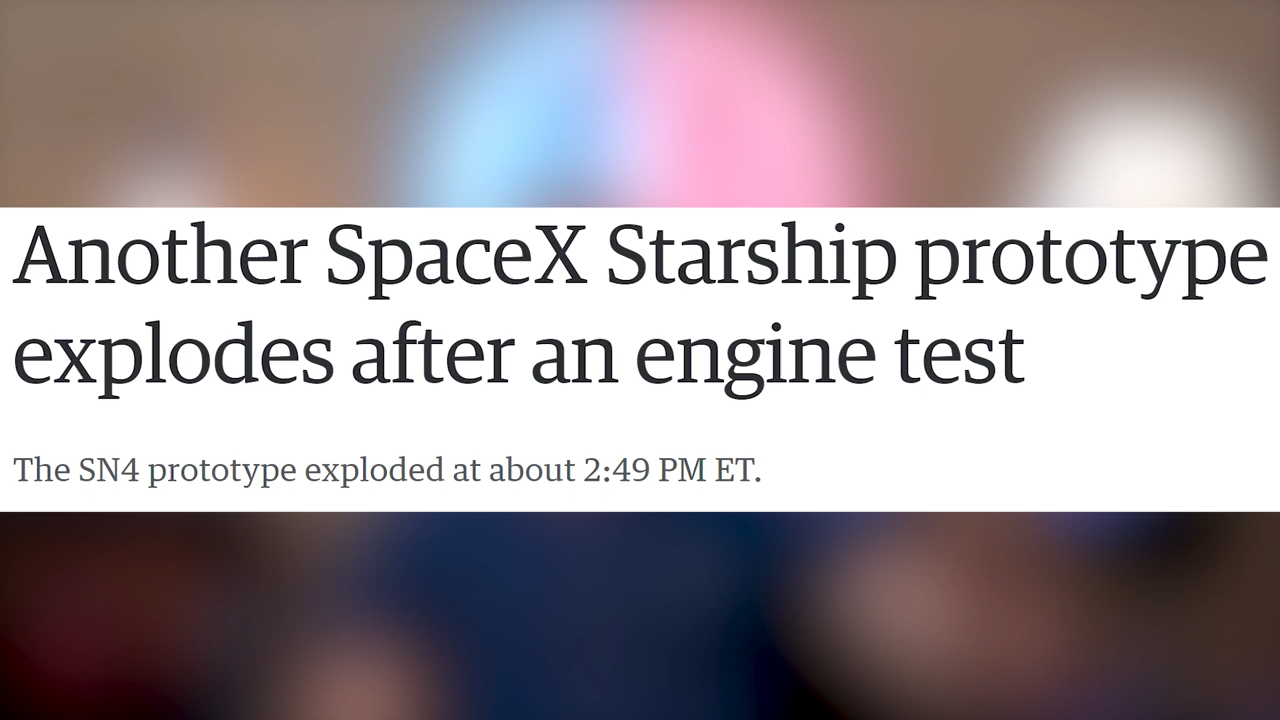 Another SpaceX Starship prototype
explodes after an engine test
The SN4 prototype exploded at about 2:49 PM ET.